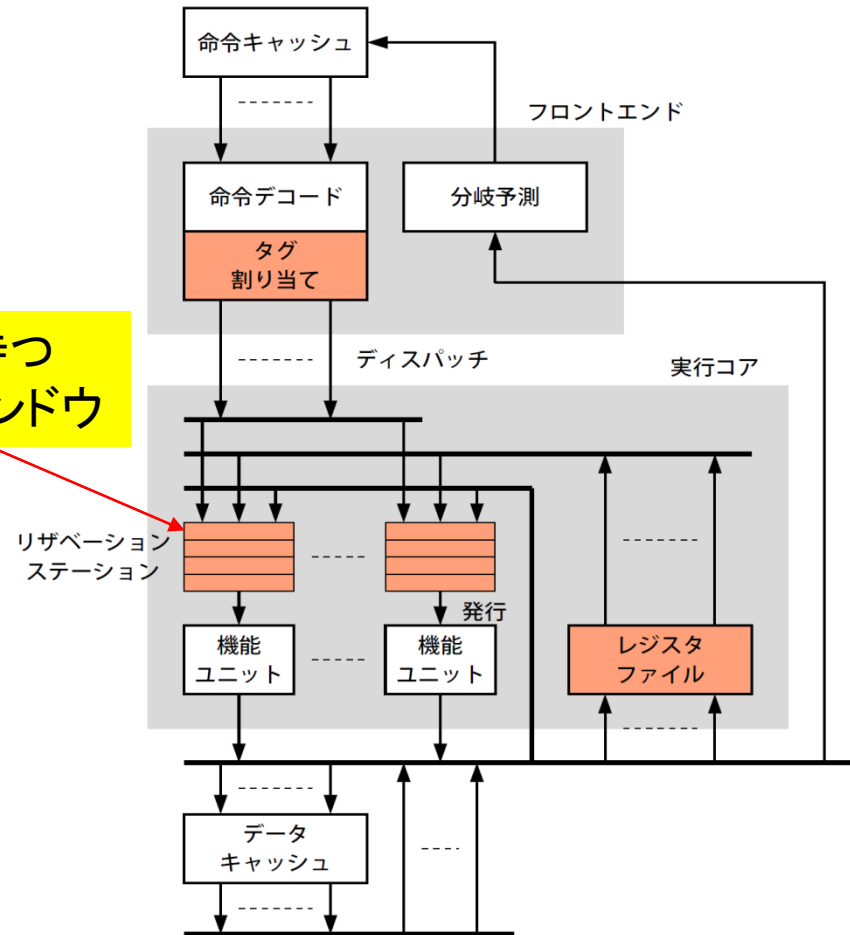 命令キャッシュ
フロントエンド
命令デコード
分岐予測
タグ
割り当て
ディスパッチ
実行コア
つ
ンドウ
リザベーション
ステーション
発行
機能
ユニット
機能
ユニット
レジスタ
ファイル
データ
キャッシュ